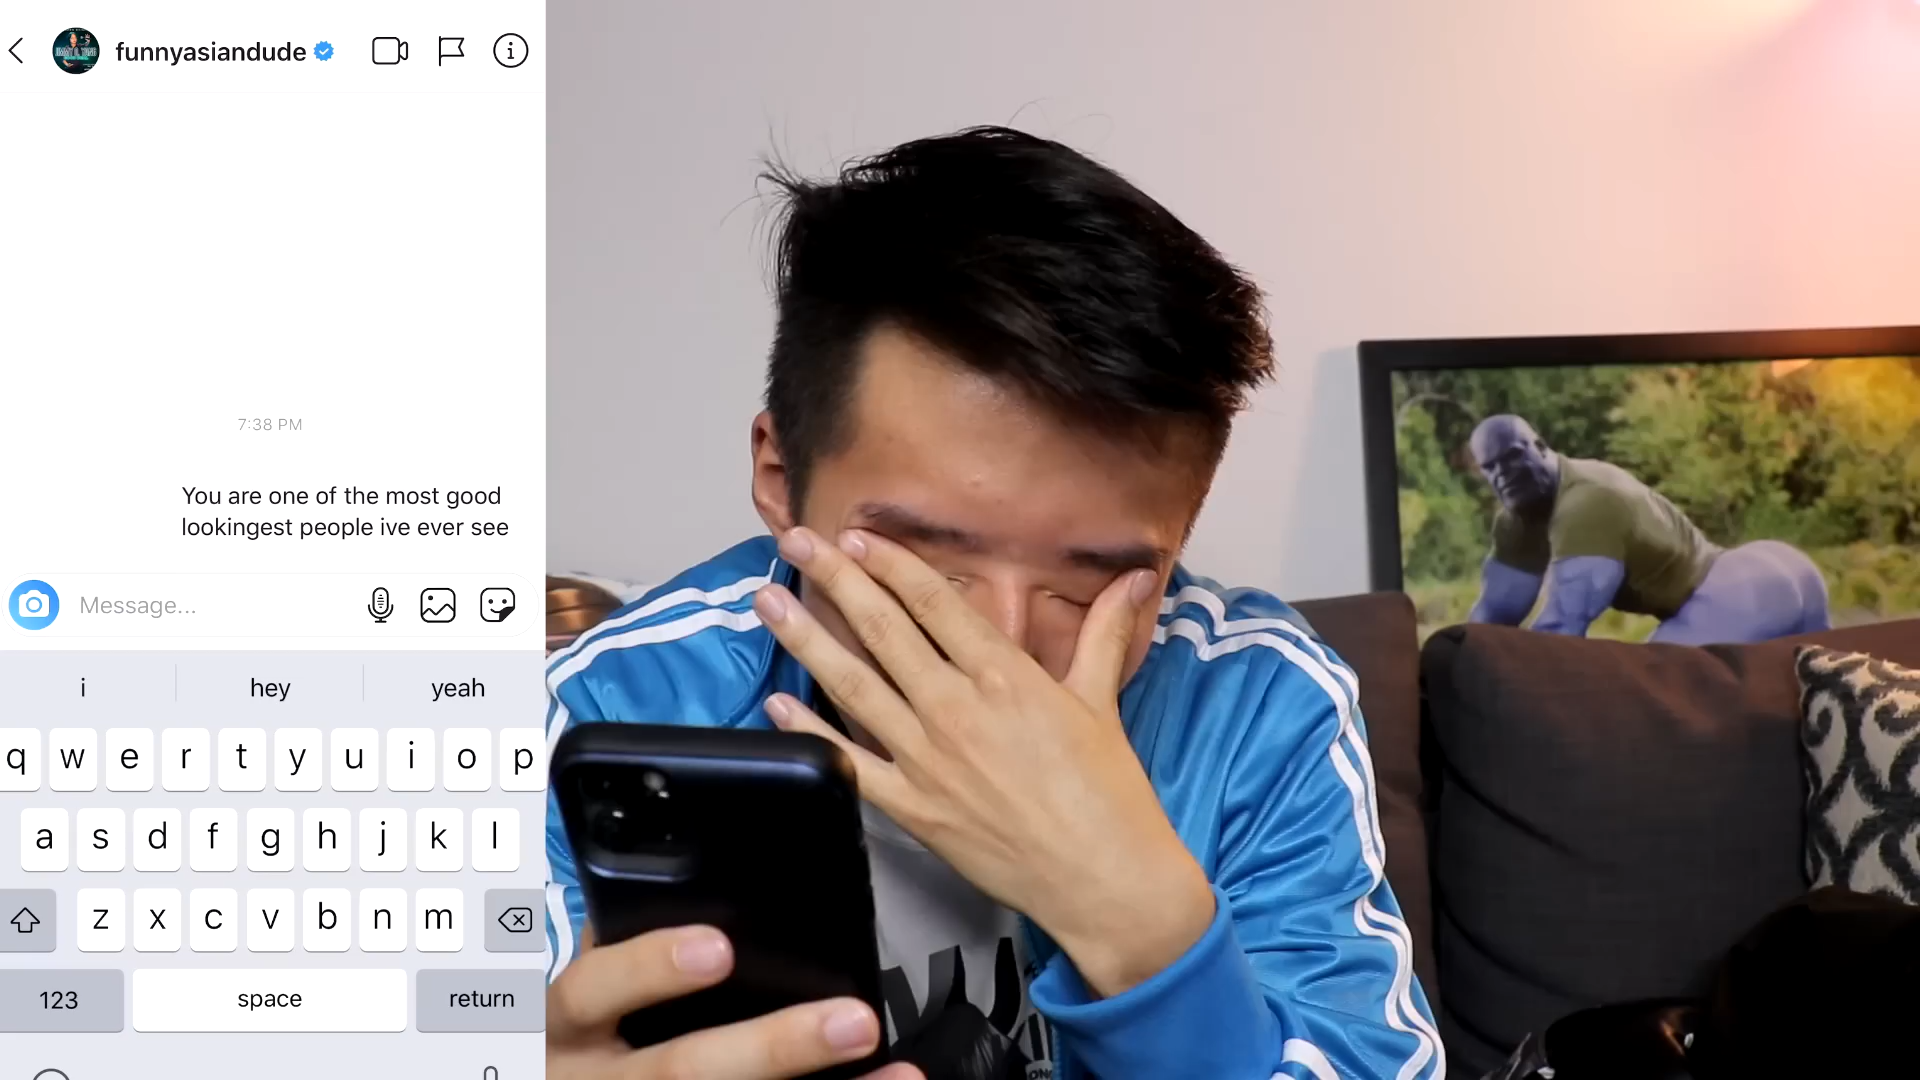 funnyasiandude
7:38 PM
You are one of the most good
lookingest people ive ever see
Message...
i hey yeah
q w e r t y u i o p
a s d f g h j k l
z x c v b n m
123 space return